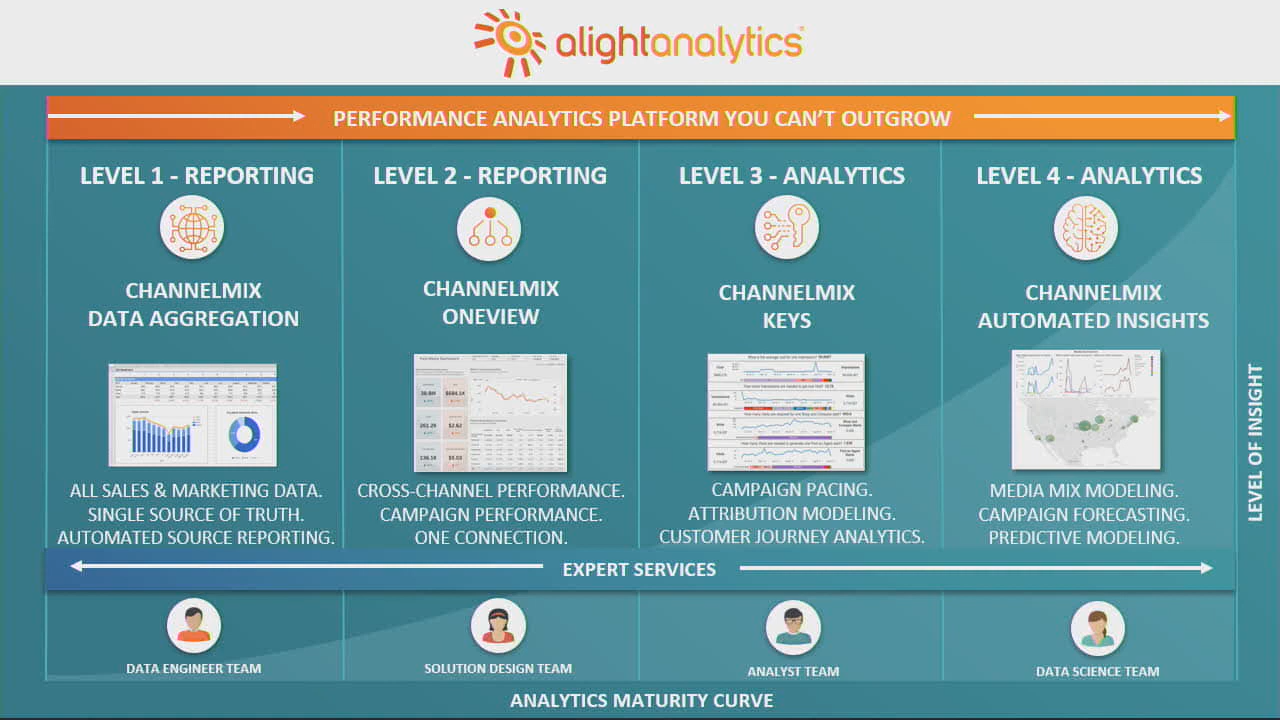 alightanalytics
PERFORMANCE ANALYTICS PLATFORM YOU CAN'T OUTGROW
LEVEL 1 - REPORTING
CHANNELMIX
DATA AGGREGATION
ALL SALES & MARKETING DATA.
SINGLE SOURCE OF TRUTH.
AUTOMATED SOURCE REPORTING.
LEVEL 2 - REPORTING
CHANNELMIX
ONEVIEW
CROSS-CHANNEL PERFORMANCE.
CAMPAIGN PERFORMANCE.
ONE CONNECTION.
LEVEL 3 - ANALYTICS
CHANNELMIX
KEYS
CAMPAIGN PACING.
ATTRIBUTION MODELING.
CUSTOMER JOURNEY ANALYTICS.
LEVEL 4 - ANALYTICS
CHANNELMIX
AUTOMATED INSIGHTS
MEDIA MIX MODELING.
CAMPAIGN FORECASTING.
PREDICTIVE MODELING.
LEVEL OF INSIGHT
EXPERT SERVICES
DATA ENGINEER TEAM
SOLUTION DESIGN TEAM
ANALYST TEAM
DATA SCIENCE TEAM
ANALYTICS MATURITY CURVE